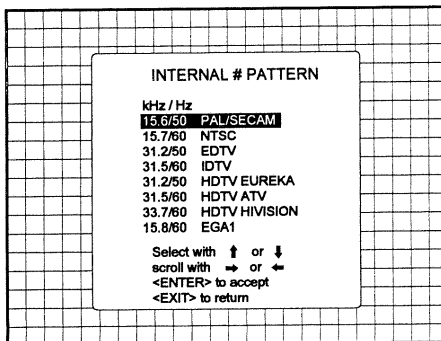 INTERNAL # PATTERN
kHz / Hz
15.6/50 PAL/SECAM
15.7/60 NTSC
31.2/50 EDTV
31.5/60 IDTV
31.2/50 HDTV EUREKA
31.5/60 HDTV ATV
33.7/60 HDTV HIVISION
15.8/60 EGA1
Select with ⬆ or ⬇
scroll with ➡ or ⬅
<ENTER> to accept
<EXIT> to return